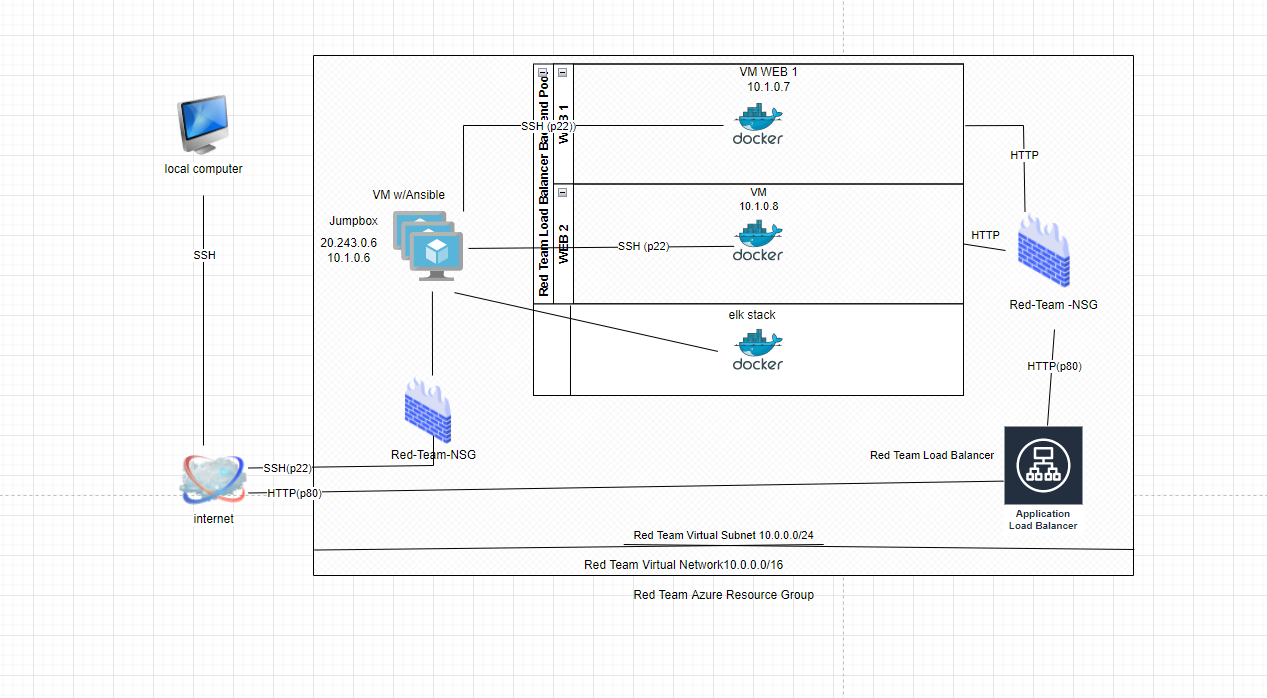 VM WEB 1
10.1.0.7
docker
local computer
SSH
SSH (p22))
Red Team Load Balancer Backend Pool
WEB 1
HTTP
VM w/Ansible
Jumpbox
20.243.0.6
10.1.0.6
VM
10.1.0.8
docker
SSH (p22)
WEB 2
HTTP
Red-Team -NSG
elk stack
docker
HTTP(p80)
Red-Team-NSG
SSH(p22)
HTTP(p80)
internet
Red Team Load Balancer
Application
Load Balancer
Red Team Virtual Subnet 10.0.0.0/24
Red Team Virtual Network10.0.0.0/16
Red Team Azure Resource Group